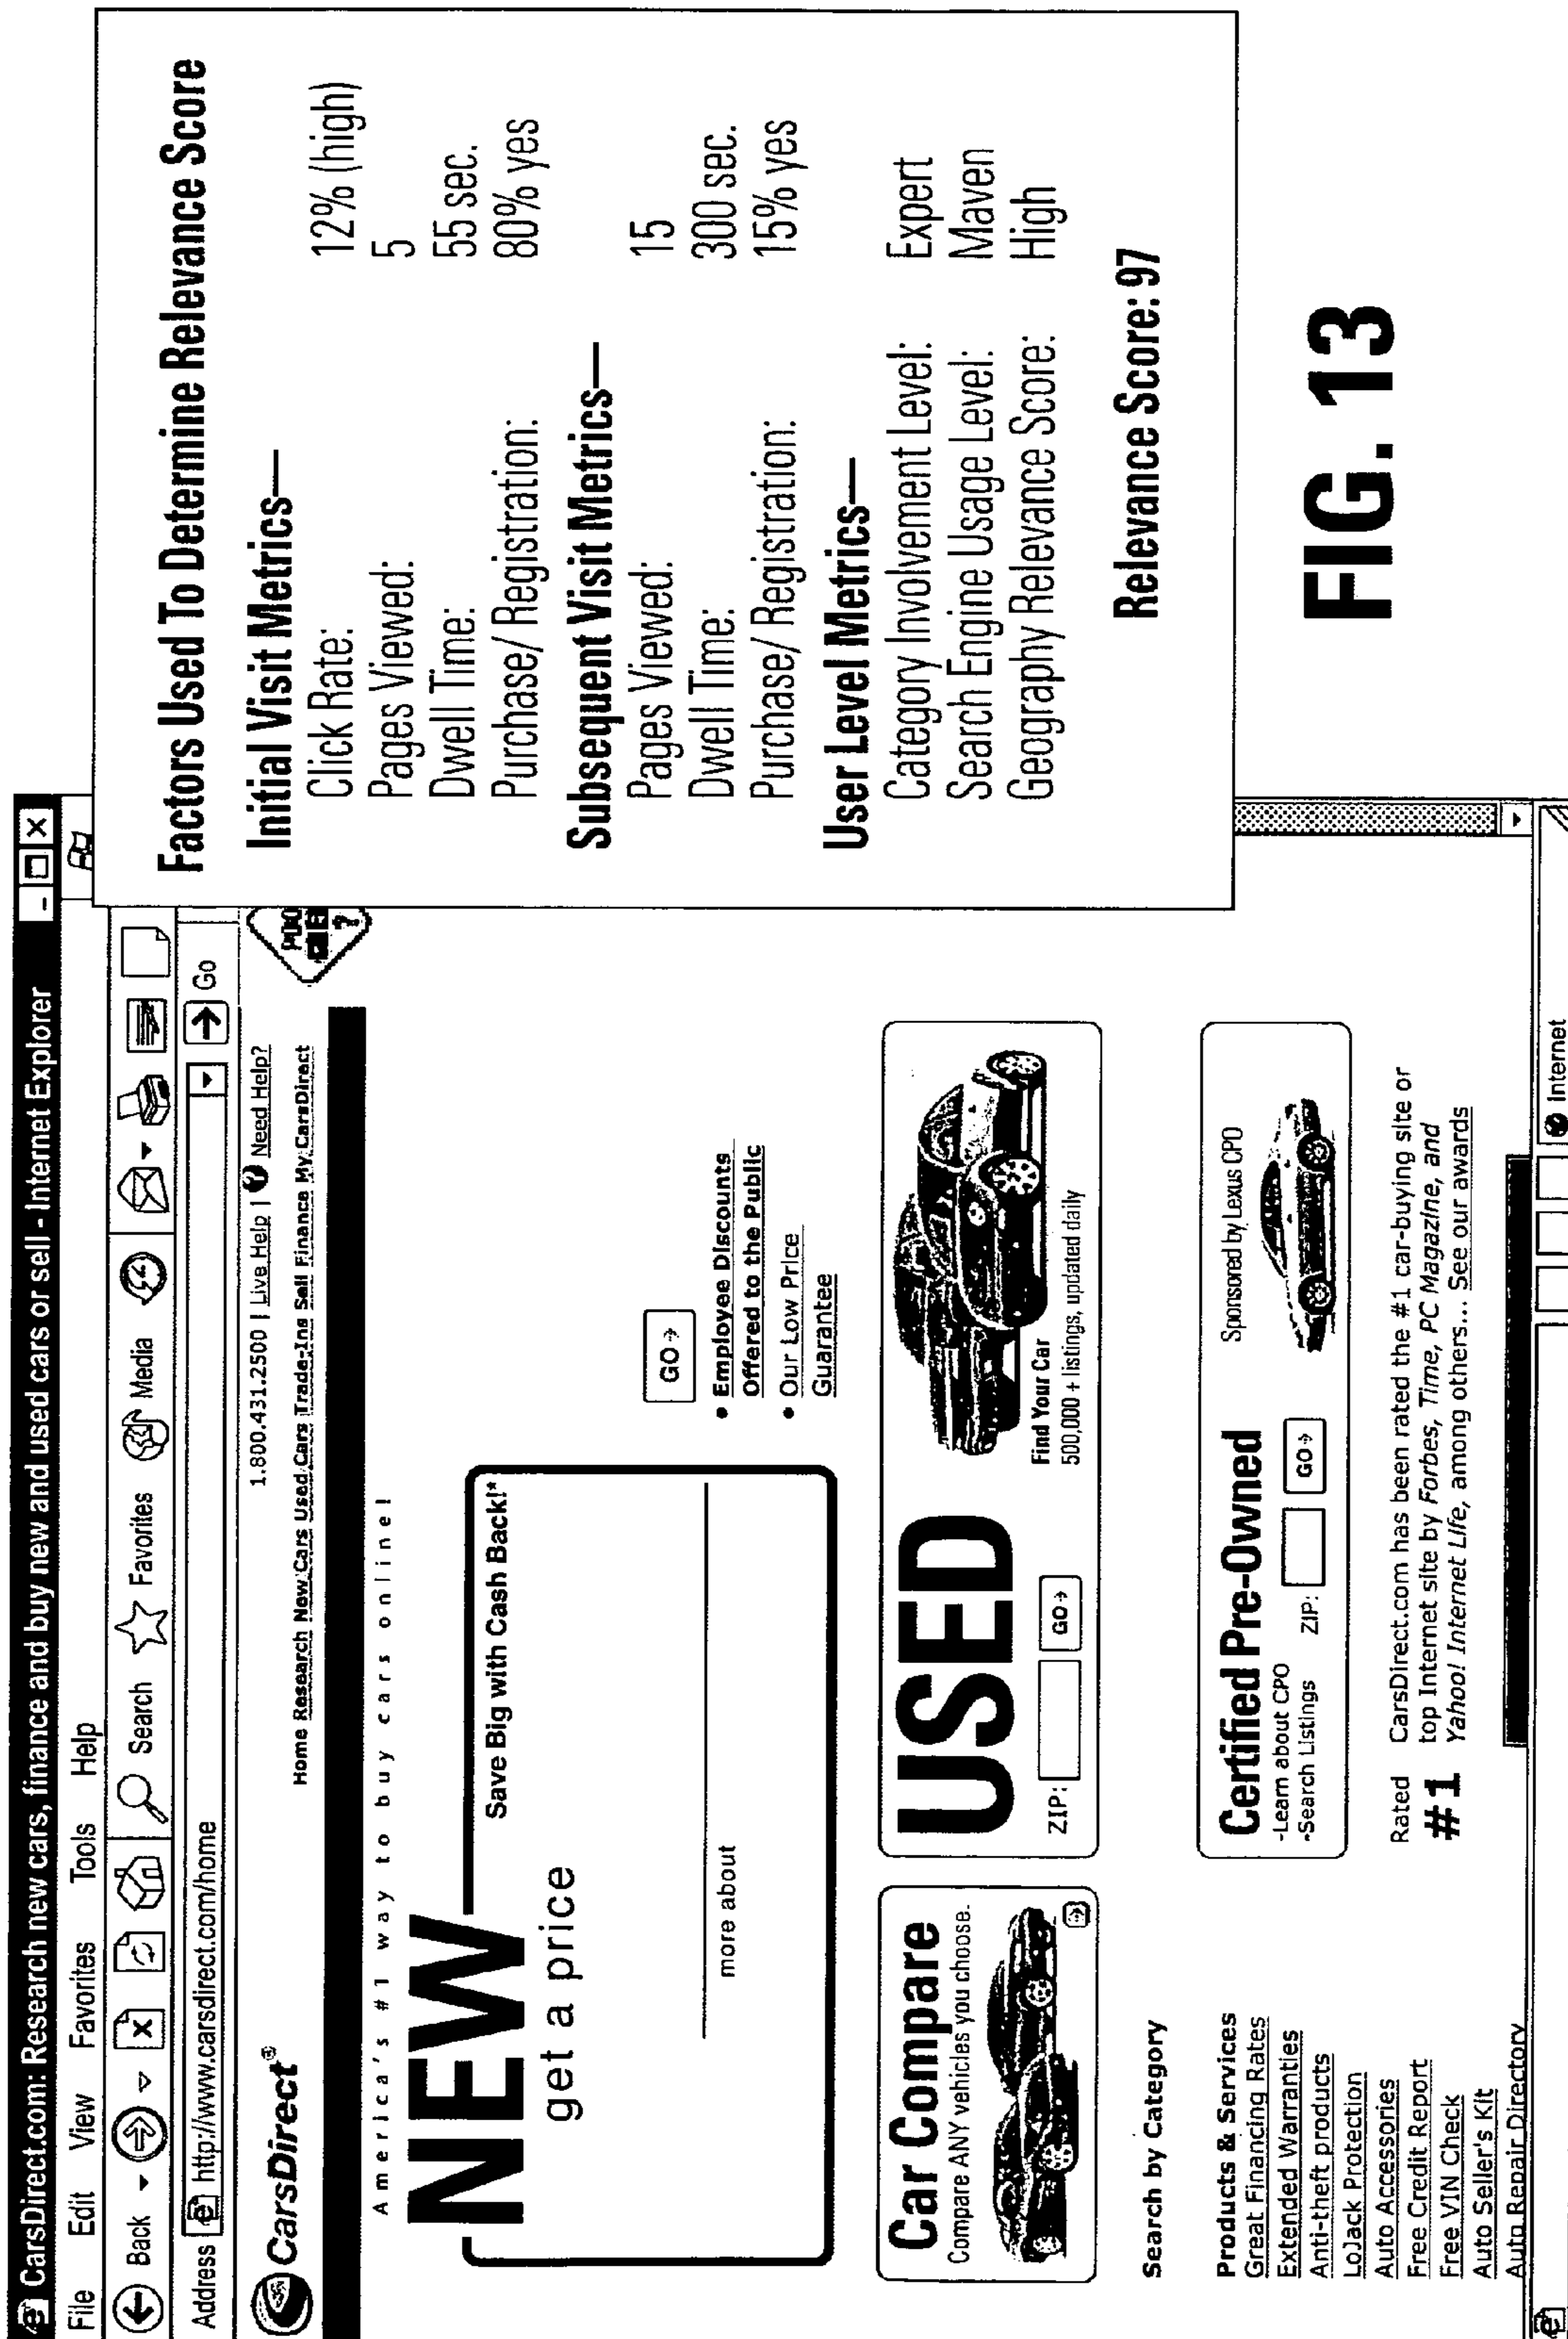 CarsDirect.com: Research new cars, finance and buy new and used cars or sell - Internet Explorer
File Edit View Favorites Tools Help
Back Search Favorites Media
Address http://www.carsdirect.com/home Go
CarsDirect®
1.800.431.2500 | Live Help | ? Need Help?
Home Research New Cars Used Cars Trade-Ins Sell Finance My CarsDirect
America's #1 way to buy cars online!
NEW
Save Big with Cash Back!*
get a price
GO →
more about
• Employee Discounts
Offered to the Public
• Our Low Price
Guarantee
Car Compare
Compare ANY vehicles you choose.
USED
ZIP: GO →
Find Your Car
500,000 + listings, updated daily
Search by Category
Products & Services
Great Financing Rates
Extended Warranties
Anti-theft products
LoJack Protection
Auto Accessories
Free Credit Report
Free VIN Check
Auto Seller's Kit
Auto Repair Directory
Certified Pre-Owned
Sponsored by Lexus CPO
-Learn about CPO
-Search Listings
ZIP: GO →
Rated
#1
CarsDirect.com has been rated the #1 car-buying site or
top Internet site by Forbes, Time, PC Magazine, and
Yahoo! Internet Life, among others... See our awards
Internet
Factors Used To Determine Relevance Score
Initial Visit Metrics—
Click Rate: 12% (high)
Pages Viewed: 5
Dwell Time: 55 sec.
Purchase/ Registration: 80% yes
Subsequent Visit Metrics—
Pages Viewed: 15
Dwell Time: 300 sec.
Purchase/ Registration: 15% yes
User Level Metrics—
Category Involvement Level: Expert
Search Engine Usage Level: Maven
Geography Relevance Score: High
Relevance Score: 97
FIG. 13